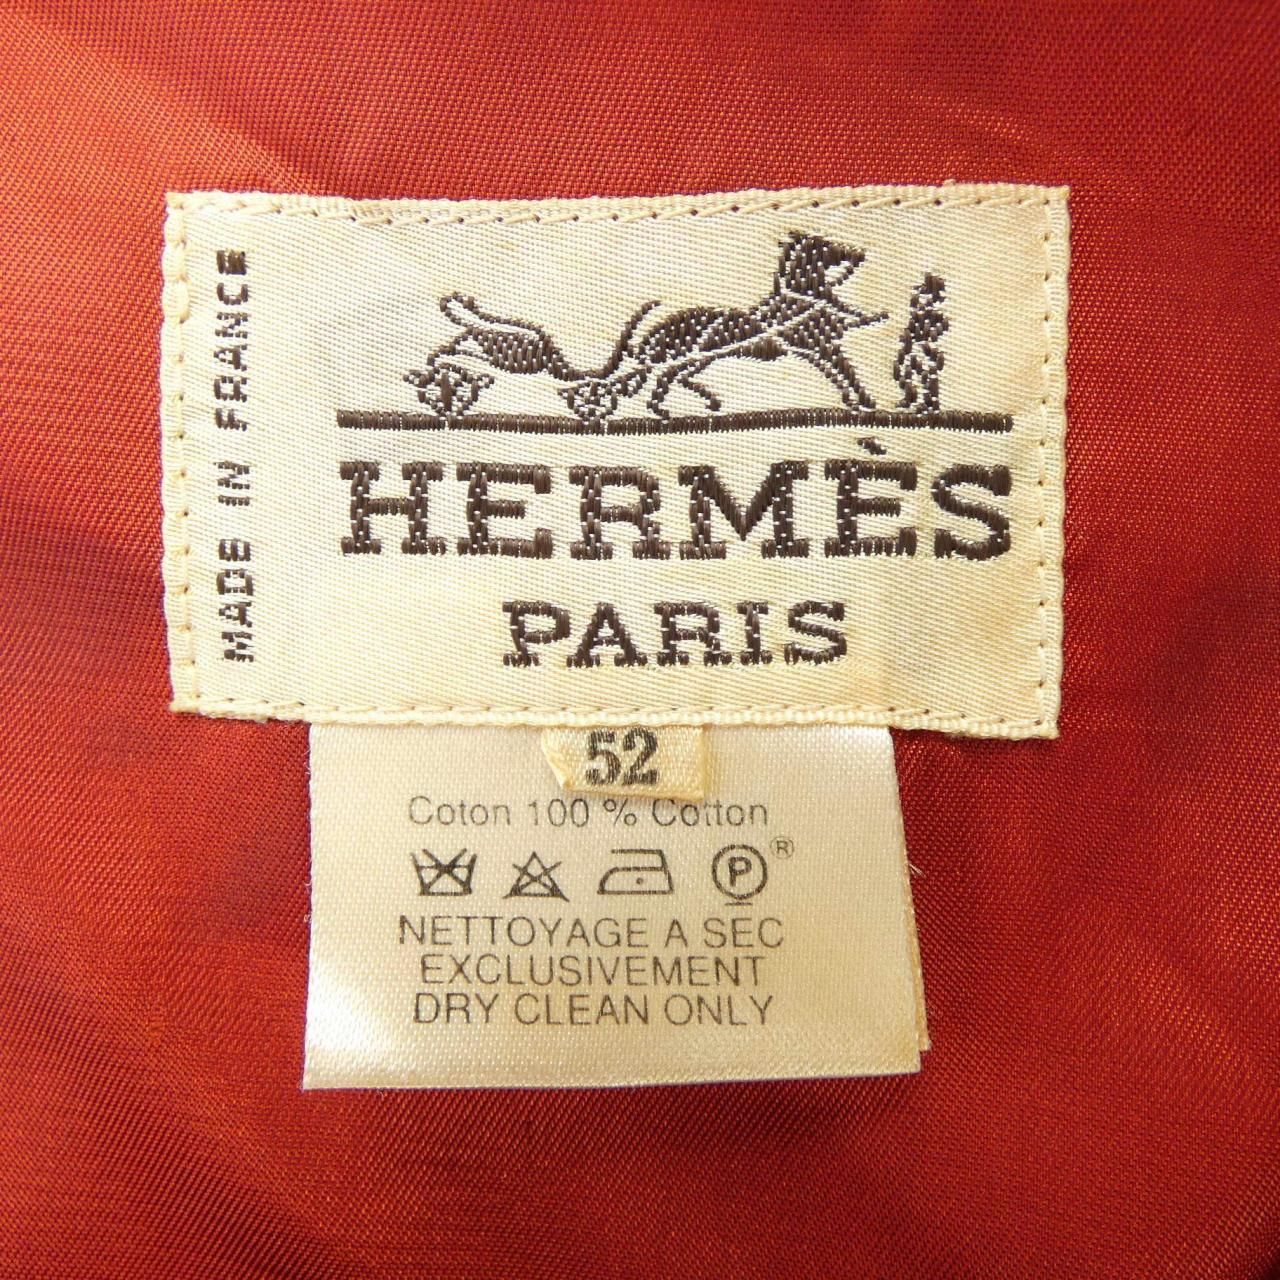 MADE IN FRANCE
HERMÈS
PARIS
52
Coton 100 % Cotton
P®
NETTOYAGE A SEC
EXCLUSIVEMENT
DRY CLEAN ONLY